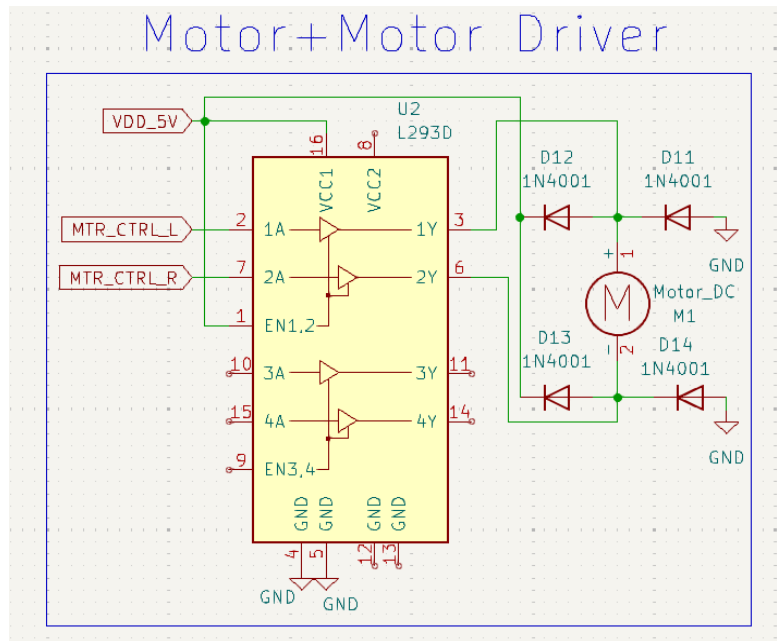 Motor+Motor Driver
U2
L293D
VDD_5V
16
8
VCC1
VCC2
D12
1N4001
D11
1N4001
MTR_CTRL_L
2
1A
1Y
3
MTR_CTRL_R
7
2A
2Y
6
GND
+
1
M
Motor_DC
M1
-
2
1
EN1,2
D13
1N4001
D14
1N4001
10
3A
3Y
11
15
4A
4Y
14
GND
9
EN3,4
GND
GND
GND
GND
4
5
12
13
GND
GND